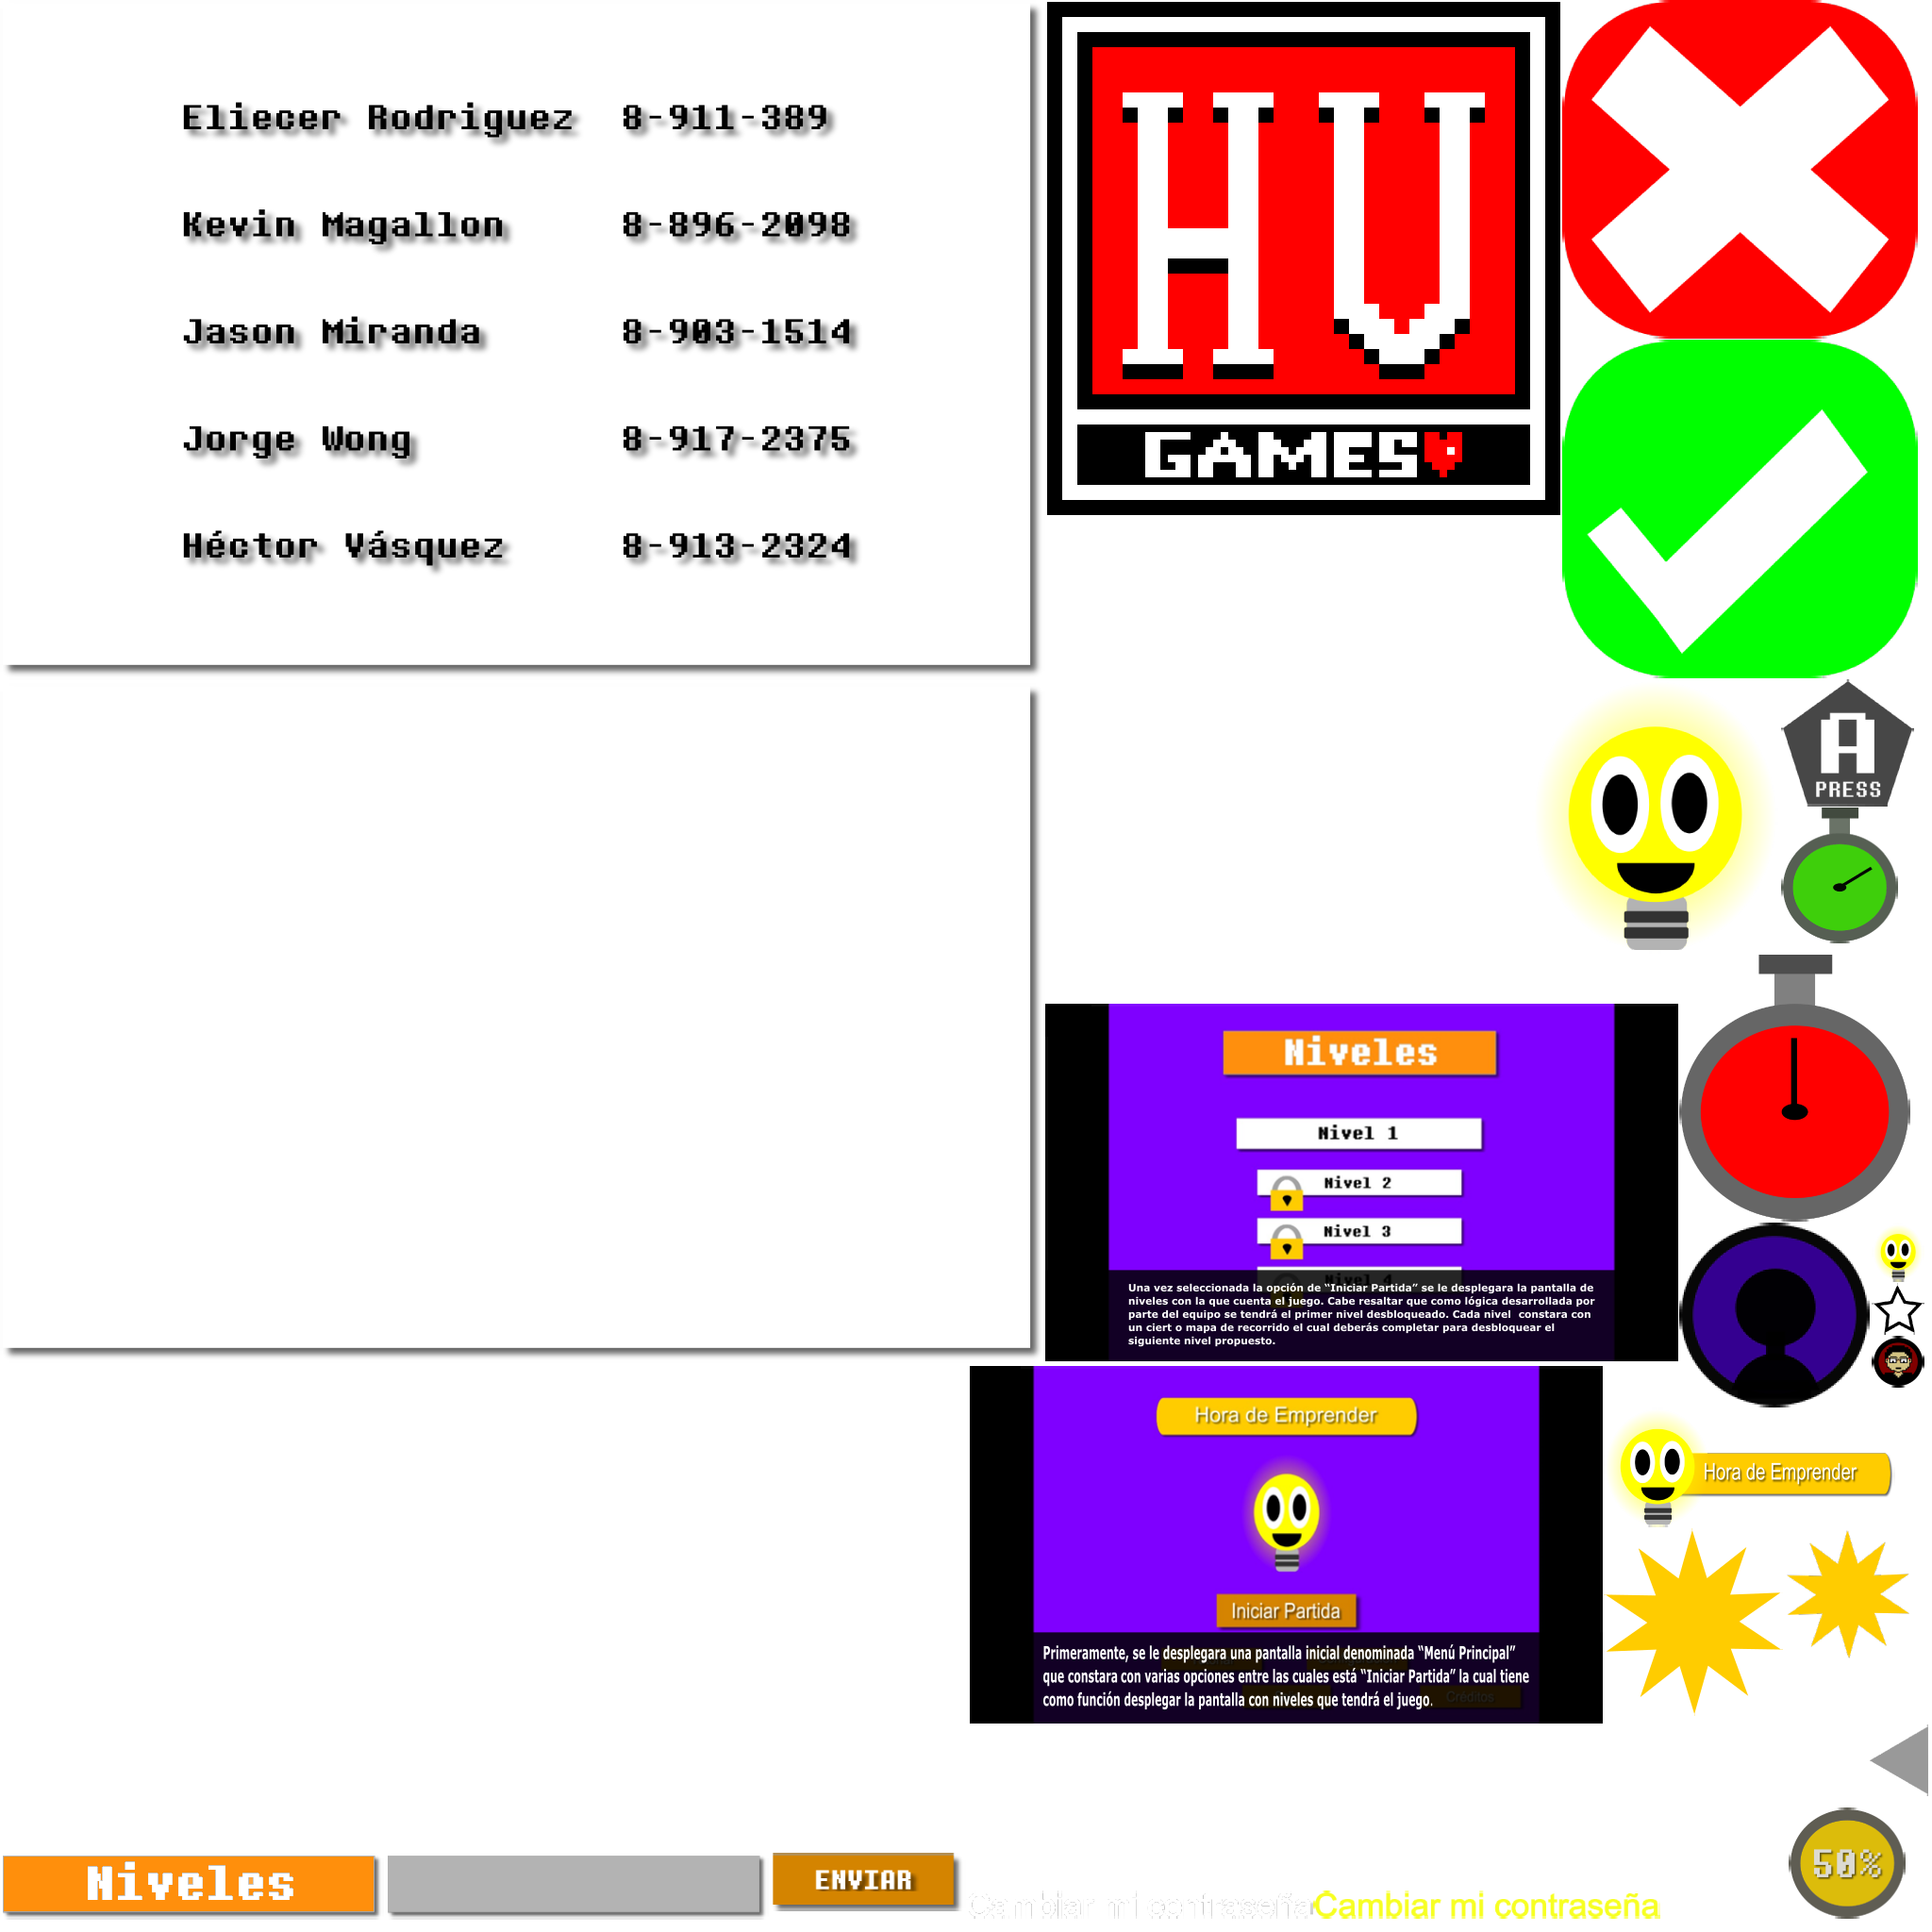 Eliecer Rodriguez 8-911-389
Kevin Magallon 8-896-2098
Jason Miranda 8-903-1514
Jorge Wong 8-917-2375
Héctor Vásquez 8-913-2324
HU
GAMES
A
PRESS
Niveles
Nivel 1
Nivel 2
Nivel 3
Nivel 4
Una vez seleccionada la opción de “Iniciar Partida” se le desplegara la pantalla de
niveles con la que cuenta el juego. Cabe resaltar que como lógica desarrollada por
parte del equipo se tendrá el primer nivel desbloqueado. Cada nivel constara con
un ciert o mapa de recorrido el cual deberás completar para desbloquear el
siguiente nivel propuesto.
Hora de Emprender
Iniciar Partida
Primeramente, se le desplegara una pantalla inicial denominada “Menú Principal”
que constara con varias opciones entre las cuales está “Iniciar Partida” la cual tiene
como función desplegar la pantalla con niveles que tendrá el juego.
Créditos
Hora de Emprender
50%
Niveles
ENVIAR
Cambiar mi contraseña
Cambiar mi contraseña